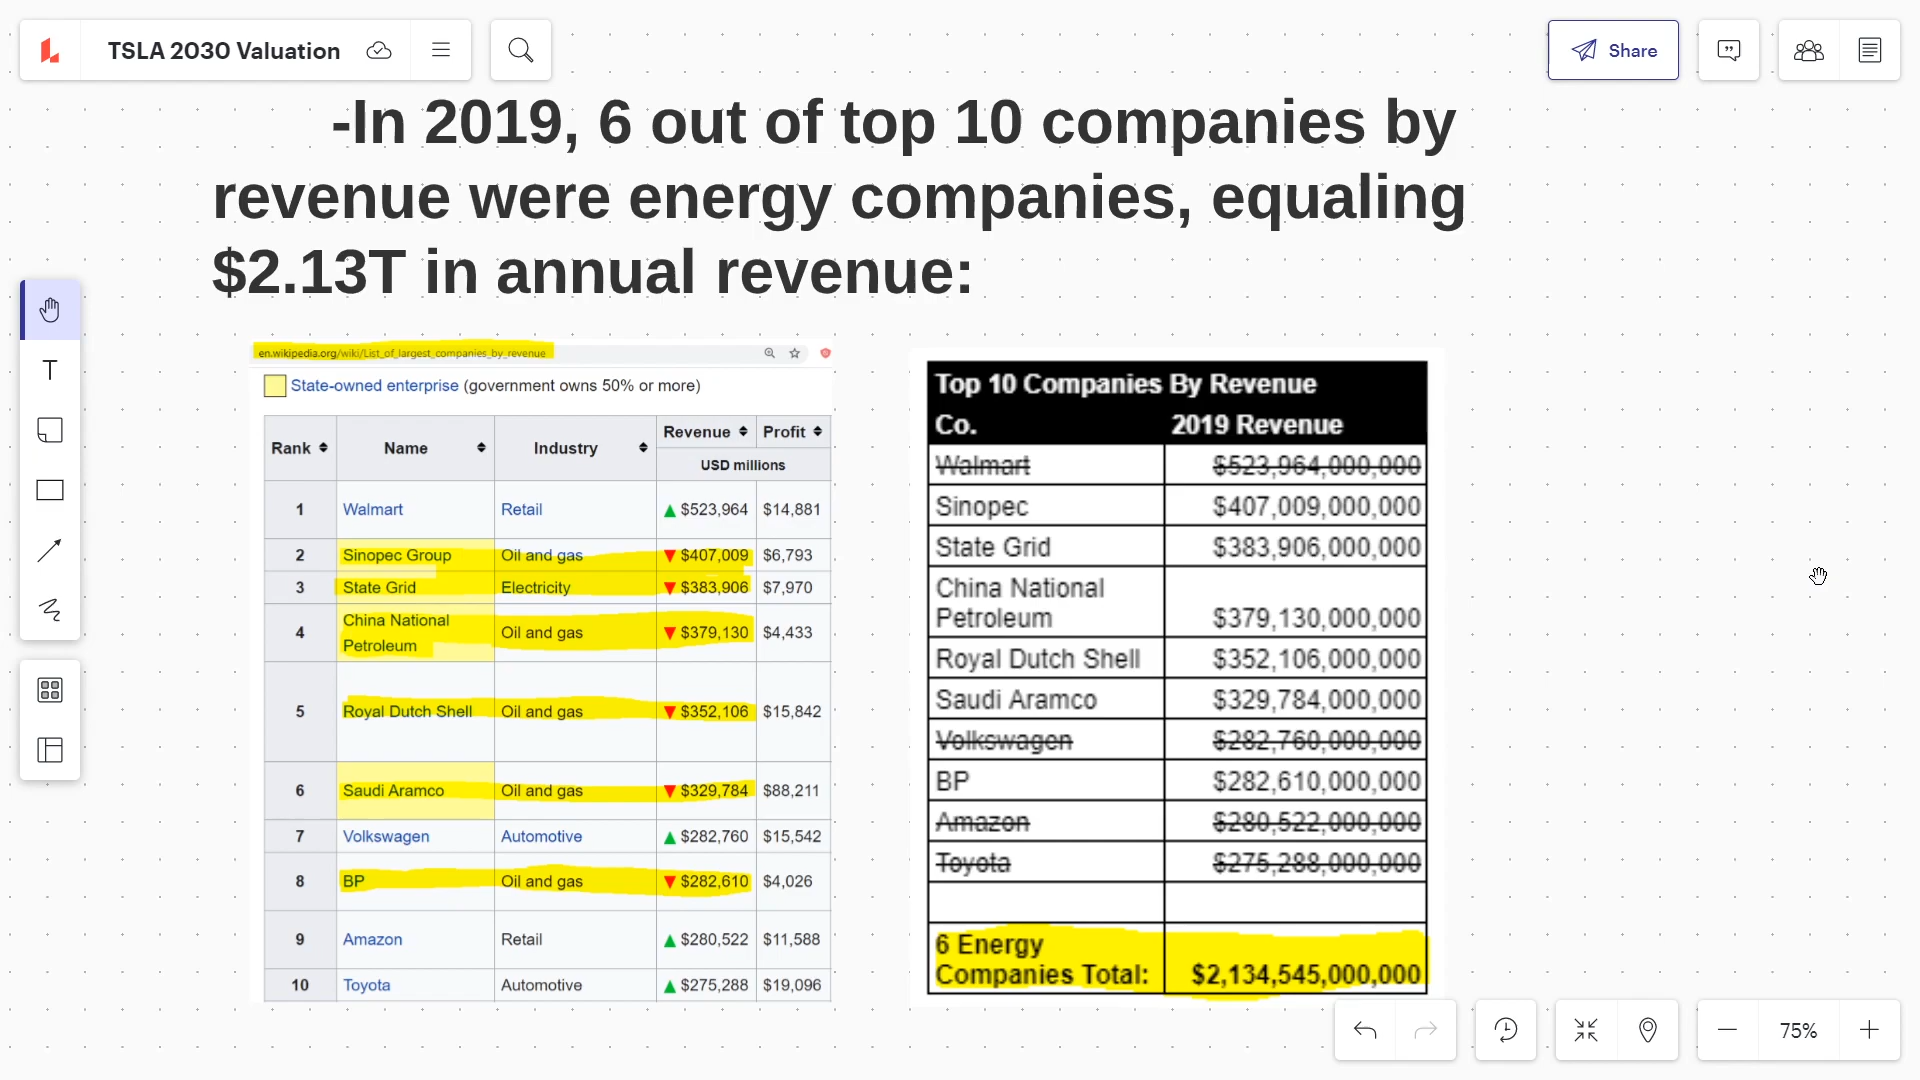 TSLA 2030 Valuation
Share
-In 2019, 6 out of top 10 companies by
revenue were energy companies, equaling
$2.13T in annual revenue:
T
en.wikipedia.org/wiki/List_of_largest_companies_by_revenue
State-owned enterprise (government owns 50% or more)
Rank Name Industry Revenue Profit
USD millions
1 Walmart Retail ▲ $523,964 $14,881
2 Sinopec Group Oil and gas ▼ $407,009 $6,793
3 State Grid Electricity ▼ $383,906 $7,970
4 China National
Petroleum Oil and gas ▼ $379,130 $4,433
5 Royal Dutch Shell Oil and gas ▼ $352,106 $15,842
6 Saudi Aramco Oil and gas ▼ $329,784 $88,211
7 Volkswagen Automotive ▲ $282,760 $15,542
8 BP Oil and gas ▼ $282,610 $4,026
9 Amazon Retail ▲ $280,522 $11,588
10 Toyota Automotive ▲ $275,288 $19,096
Top 10 Companies By Revenue
Co. 2019 Revenue
Walmart $523,964,000,000
Sinopec $407,009,000,000
State Grid $383,906,000,000
China National
Petroleum $379,130,000,000
Royal Dutch Shell $352,106,000,000
Saudi Aramco $329,784,000,000
Volkswagen $282,760,000,000
BP $282,610,000,000
Amazon $280,522,000,000
Toyota $275,288,000,000
6 Energy
Companies Total: $2,134,545,000,000
75%